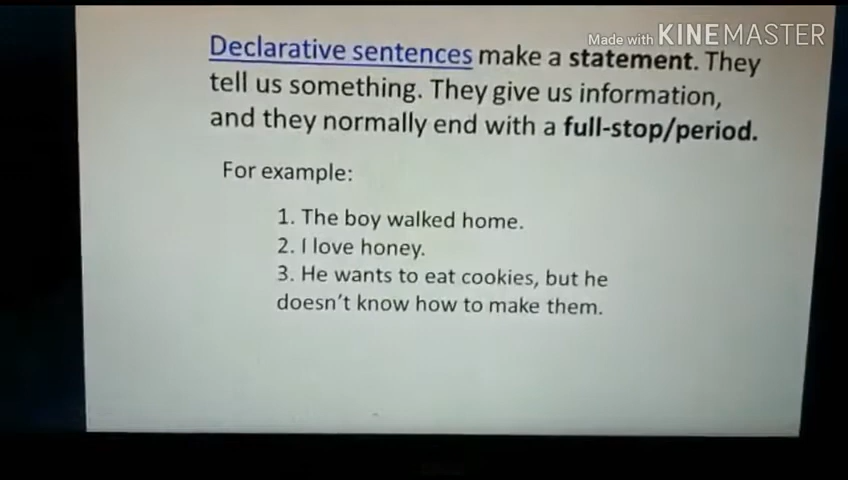 Made with KINEMASTER
Declarative sentences make a statement. They
tell us something. They give us information,
and they normally end with a full-stop/period.
For example:
1. The boy walked home.
2. I love honey.
3. He wants to eat cookies, but he
doesn't know how to make them.